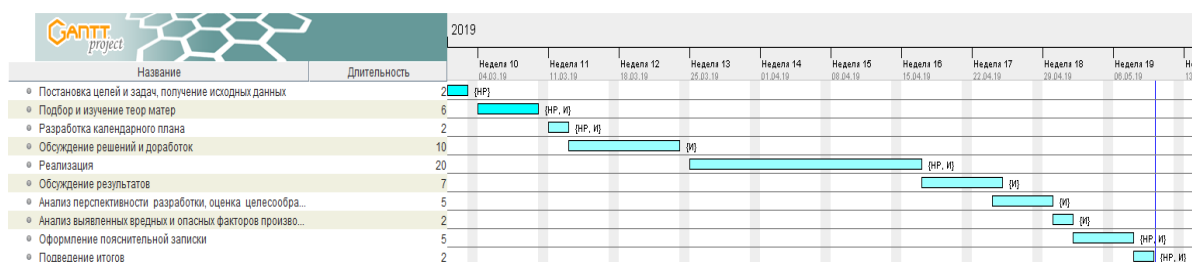 GANTT project
2019
Неделя 10 Неделя 11 Неделя 12 Неделя 13 Неделя 14 Неделя 15 Неделя 16 Неделя 17 Неделя 18 Неделя 19
Название Длительность 04.03.19 11.03.19 18.03.19 25.03.19 01.04.19 08.04.19 15.04.19 22.04.19 29.04.19 06.05.19
Постановка целей и задач, получение исходных данных 2 {НР}
Подбор и изучение теор матер 6 {НР, И}
Разработка календарного плана 2 {НР, И}
Обсуждение решений и доработок 10 {И}
Реализация 20 {НР, И}
Обсуждение результатов 7 {И}
Анализ перспективности разработки, оценка целесообра... 5 {И}
Анализ выявленных вредных и опасных факторов произво... 2 {И}
Оформление пояснительной записки 5 {НР, И}
Подведение итогов 2 {НР, И}